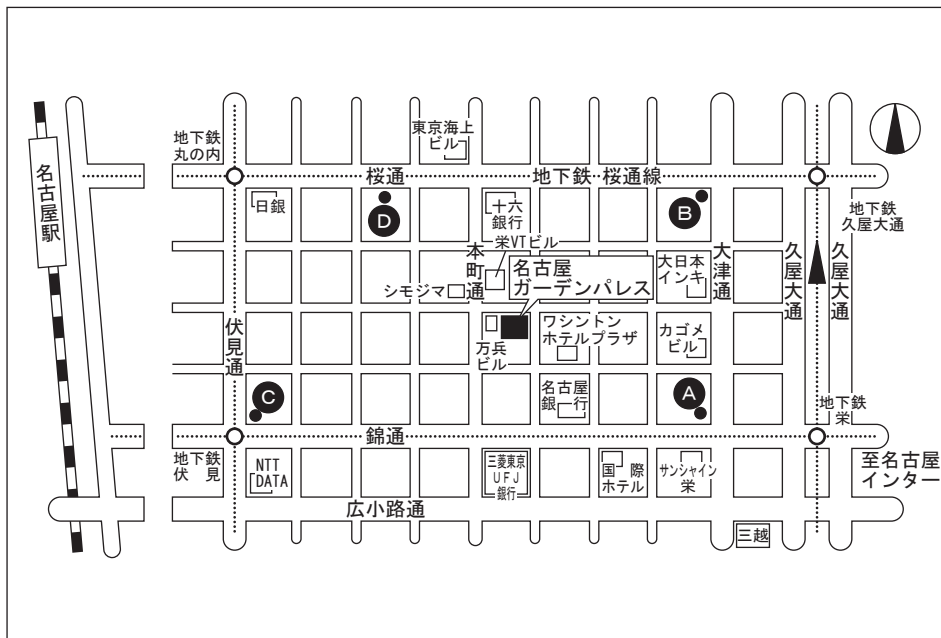 東京海上
ビル
地下鉄
丸の内
名古屋駅
桜通
地下鉄 桜通線
日銀
D
十六
銀行
B
地下鉄
久屋大通
栄VTビル
本町通
名古屋
ガーデンパレス
大日本
インキ
大津通
久屋大通
久屋大通
シモジマ
伏見通
万兵
ビル
ワシントン
ホテルプラザ
カゴメ
ビル
C
名古屋
銀行
A
地下鉄
栄
錦通
地下鉄
伏見
NTT
DATA
三菱東京
UFJ
銀行
国際
ホテル
サンシャイン
栄
至名古屋
インター
広小路通
三越